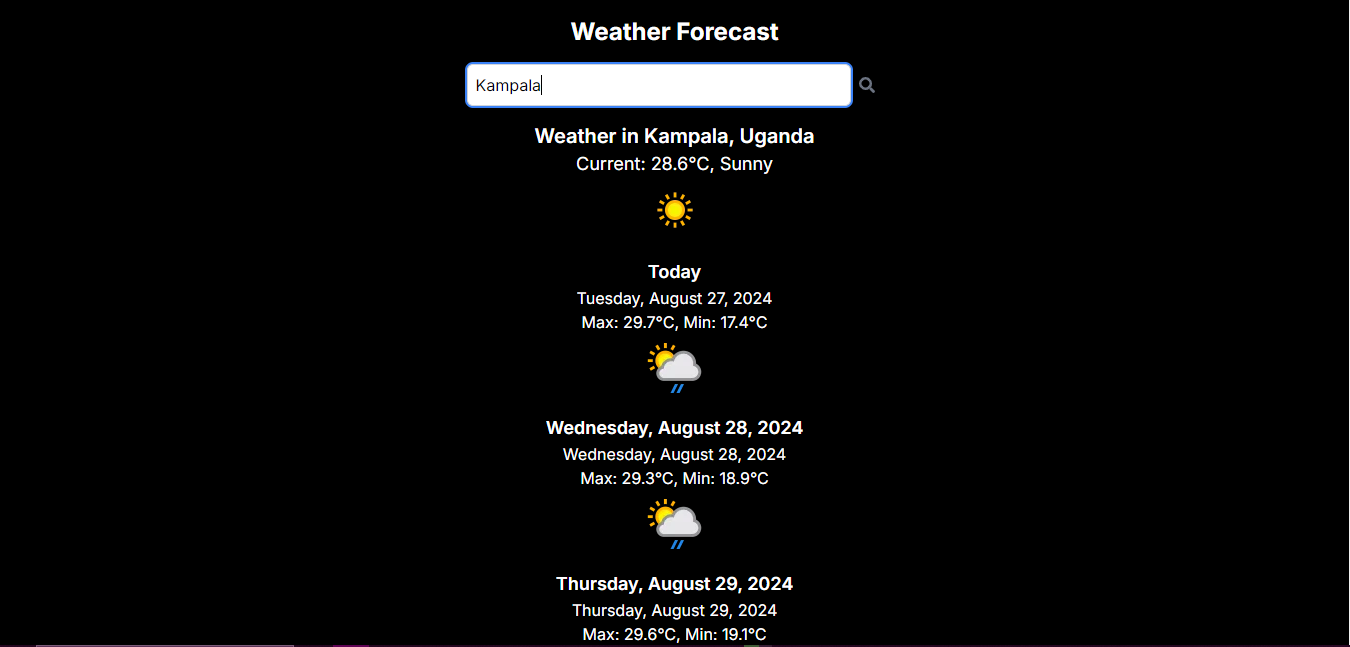 Weather Forecast
Kampala
Weather in Kampala, Uganda
Current: 28.6°C, Sunny
Today
Tuesday, August 27, 2024
Max: 29.7°C, Min: 17.4°C
Wednesday, August 28, 2024
Wednesday, August 28, 2024
Max: 29.3°C, Min: 18.9°C
Thursday, August 29, 2024
Thursday, August 29, 2024
Max: 29.6°C, Min: 19.1°C